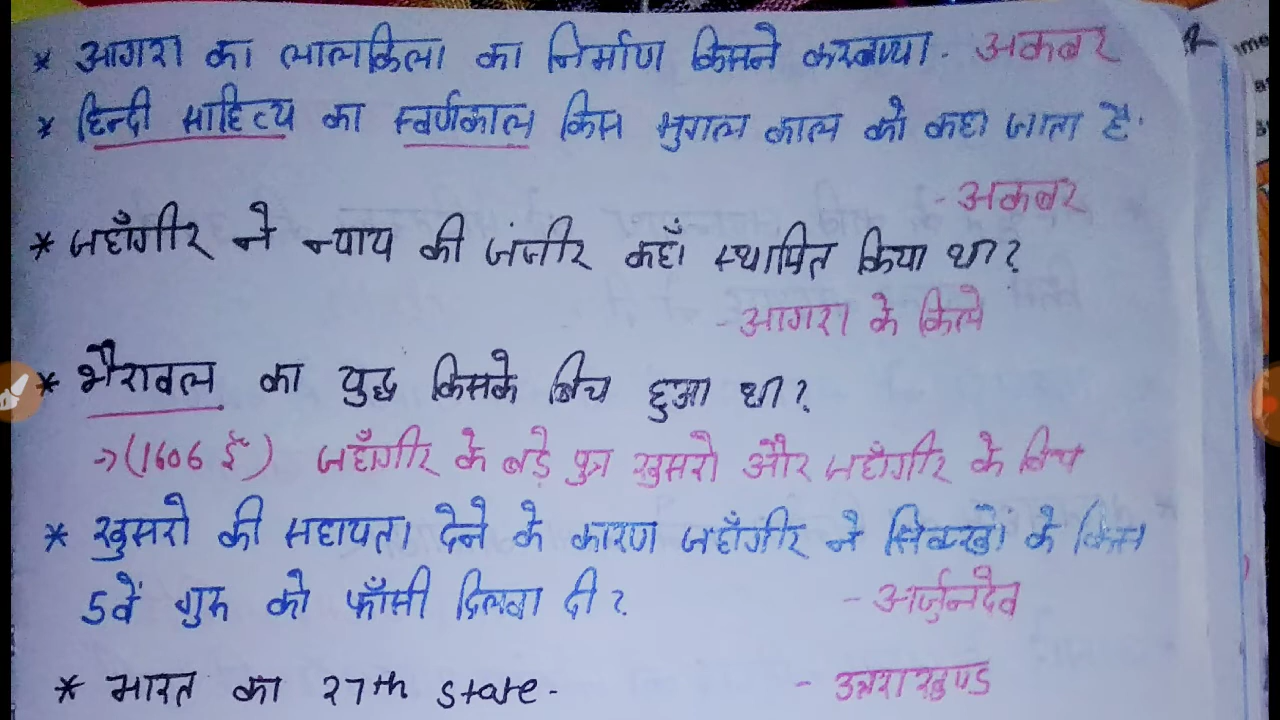 * आगरा का लालकिला का निर्माण किसने करवाया - अकबर
* हिन्दी साहित्य का स्वर्णकाल किस मुगल काल को कहा जाता है
- अकबर
* जहाँगीर ने न्याय की जंजीर कहाँ स्थापित किया था?
- आगरा के किले
* भैरावल का युद्ध किसके बिच हुआ था?
→ (1606 ई०) जहाँगीर के बड़े पुत्र खुसरो और जहाँगीर के बिच
* खुसरो की सहायता देने के कारण जहाँगीर ने सिक्खों के किस
5वें गुरु को फाँसी दिलवा दी? - अर्जुनदेव
* भारत का 27th state - - उत्तराखण्ड